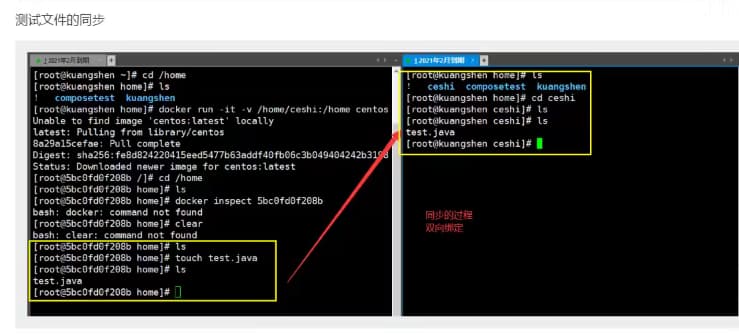 测试文件的同步
1 2021年2月到期
[root@kuangshen ~]# cd /home
[root@kuangshen home]# ls
!   composetest  kuangshen
[root@kuangshen home]# docker run -it -v /home/ceshi:/home centos
Unable to find image 'centos:latest' locally
latest: Pulling from library/centos
8a29a15cefae: Pull complete
Digest: sha256:fe8d824220415eed5477b63addf40fb06c3b049404242b31982
Status: Downloaded newer image for centos:latest
[root@5bc0fd0f208b /]# cd /home
[root@5bc0fd0f208b home]# ls
[root@5bc0fd0f208b home]# docker inspect 5bc0fd0f208b
bash: docker: command not found
[root@5bc0fd0f208b home]# clear
bash: clear: command not found
[root@5bc0fd0f208b home]# ls
[root@5bc0fd0f208b home]# touch test.java
[root@5bc0fd0f208b home]# ls
test.java
[root@5bc0fd0f208b home]#
1 2021年2月到期
[root@kuangshen home]# ls
!   ceshi  composetest  kuangshen
[root@kuangshen home]# cd ceshi
[root@kuangshen ceshi]# ls
[root@kuangshen ceshi]# ls
test.java
[root@kuangshen ceshi]#
同步的过程
双向绑定